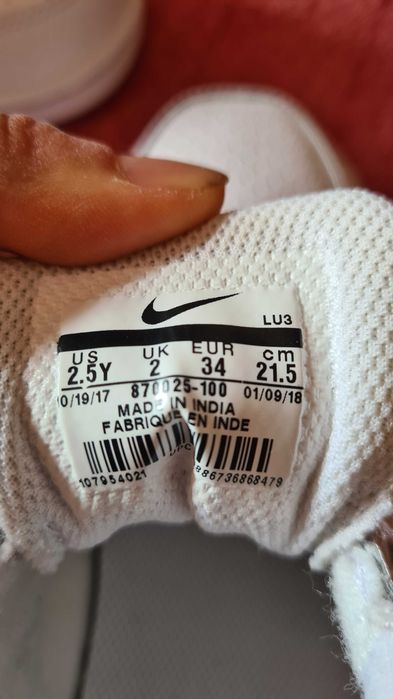 LU3
US UK EUR cm
2.5Y 2 34 21.5
10/19/17 870025-100 01/09/18
MADE IN INDIA
FABRIQUE EN INDE
107954021 886736868479